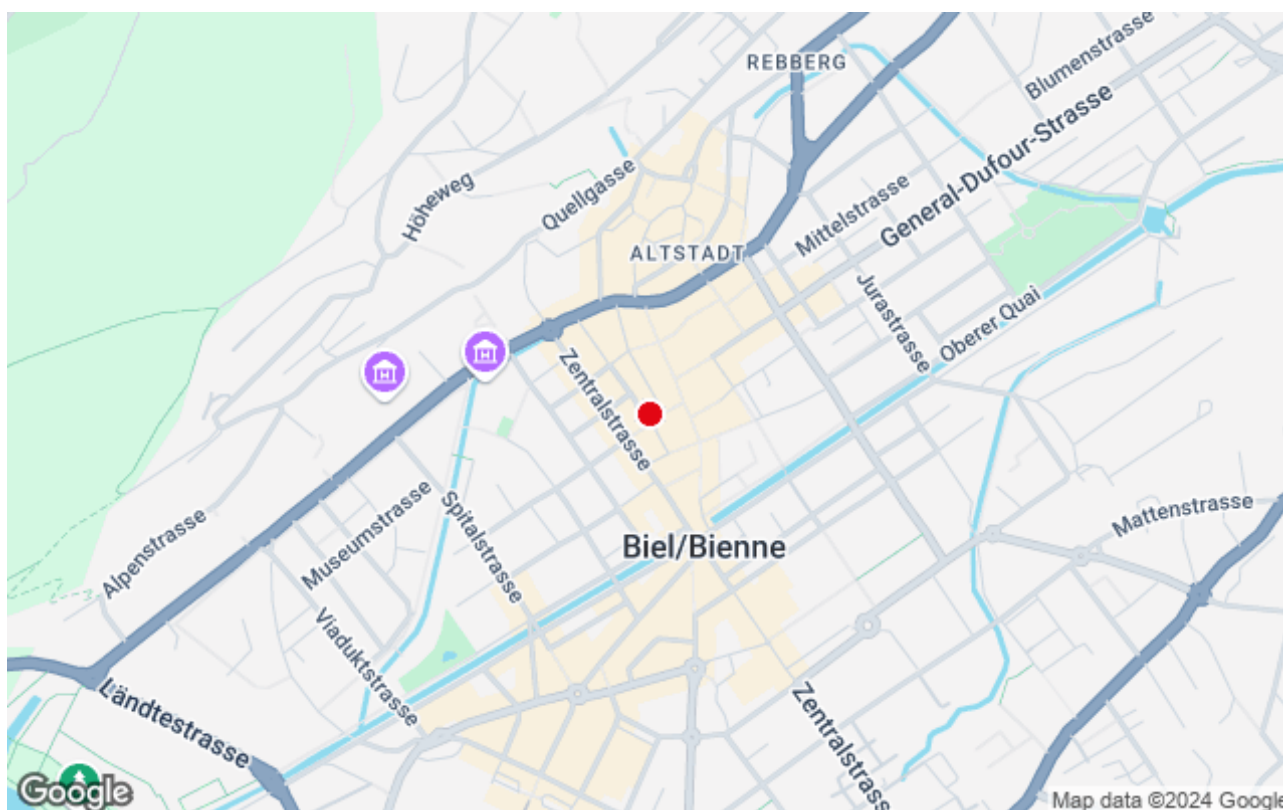 REBBERG
Blumenstrasse
General-Dufour-Strasse
Höheweg
Quellgasse
Mittelstrasse
ALTSTADT
Jurastrasse
Oberer Quai
H
H
Zentralstrasse
Spitalstrasse
Museumstrasse
Alpenstrasse
Mattenstrasse
Biel/Bienne
Viaduktstrasse
Ländtestrasse
Zentralstrass
Google
Map data ©2024 Google